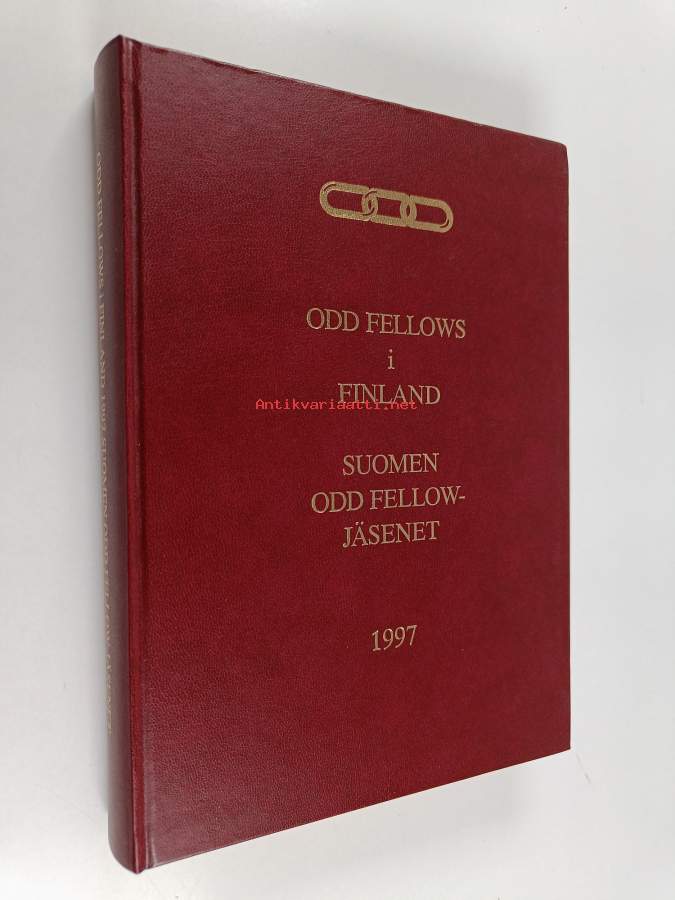 ODD FELLOWS
i
FINLAND
Antikvariaatti.net
SUOMEN
ODD FELLOW-
JÄSENET
1997
ODD FELLOWS I FINLAND 1997 SUOMEN ODD FELLOW-JÄSENET